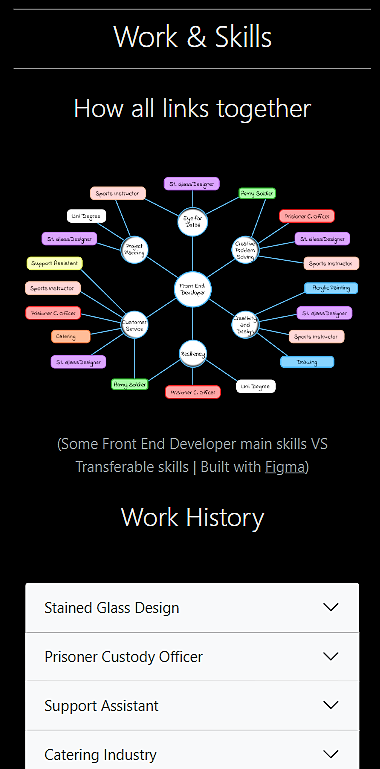 Work & Skills
How all links together
St. glass Designer
Sports Instructor
Army Soldier
Eye for
Detail
Uni Degree
Prisoner C. Officer
St. glass Designer
St. glass Designer
Project
Planning
Creative
Problem
Solving
Support Assistant
Sports Instructor
Sports Instructor
Front End
Developer
Acrylic Painting
Prisoner C. Officer
St. glass Designer
Customer
Service
and
Design
Catering
Sports Instructor
St. glass Designer
Resiliency
Drawing
Army Soldier
Prisoner C. Officer
Uni Degree
(Some Front End Developer main skills VS
Transferable skills | Built with Figma)
Work History
Stained Glass Design
Prisoner Custody Officer
Support Assistant
Catering Industry